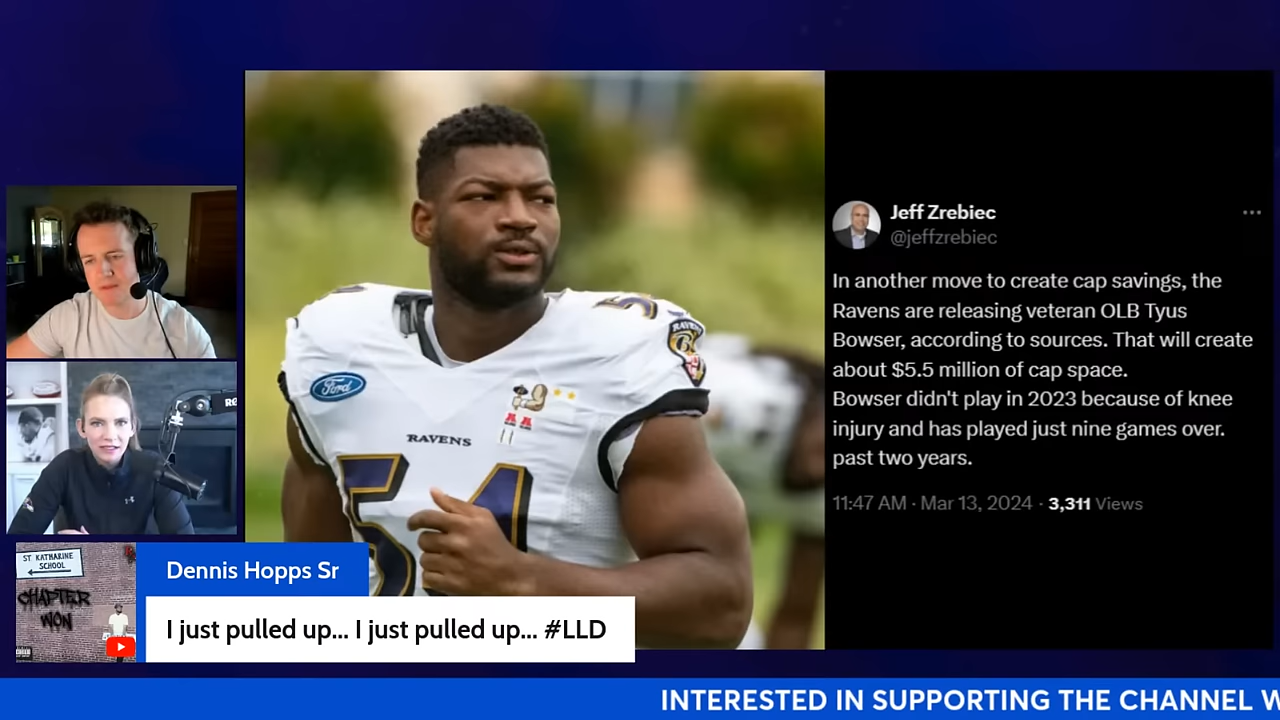 Jeff Zrebiec
@jeffzrebiec
In another move to create cap savings, the
Ravens are releasing veteran OLB Tyus
Bowser, according to sources. That will create
about $5.5 million of cap space.
Bowser didn't play in 2023 because of knee
injury and has played just nine games over.
past two years.
11:47 AM · Mar 13, 2024 · 3,311 Views
Ford
RAVENS
RAVENS
54
ST KATHARINE
SCHOOL
CHAPTER
WON
Dennis Hopps Sr
I just pulled up... I just pulled up... #LLD
INTERESTED IN SUPPORTING THE CHANNEL W